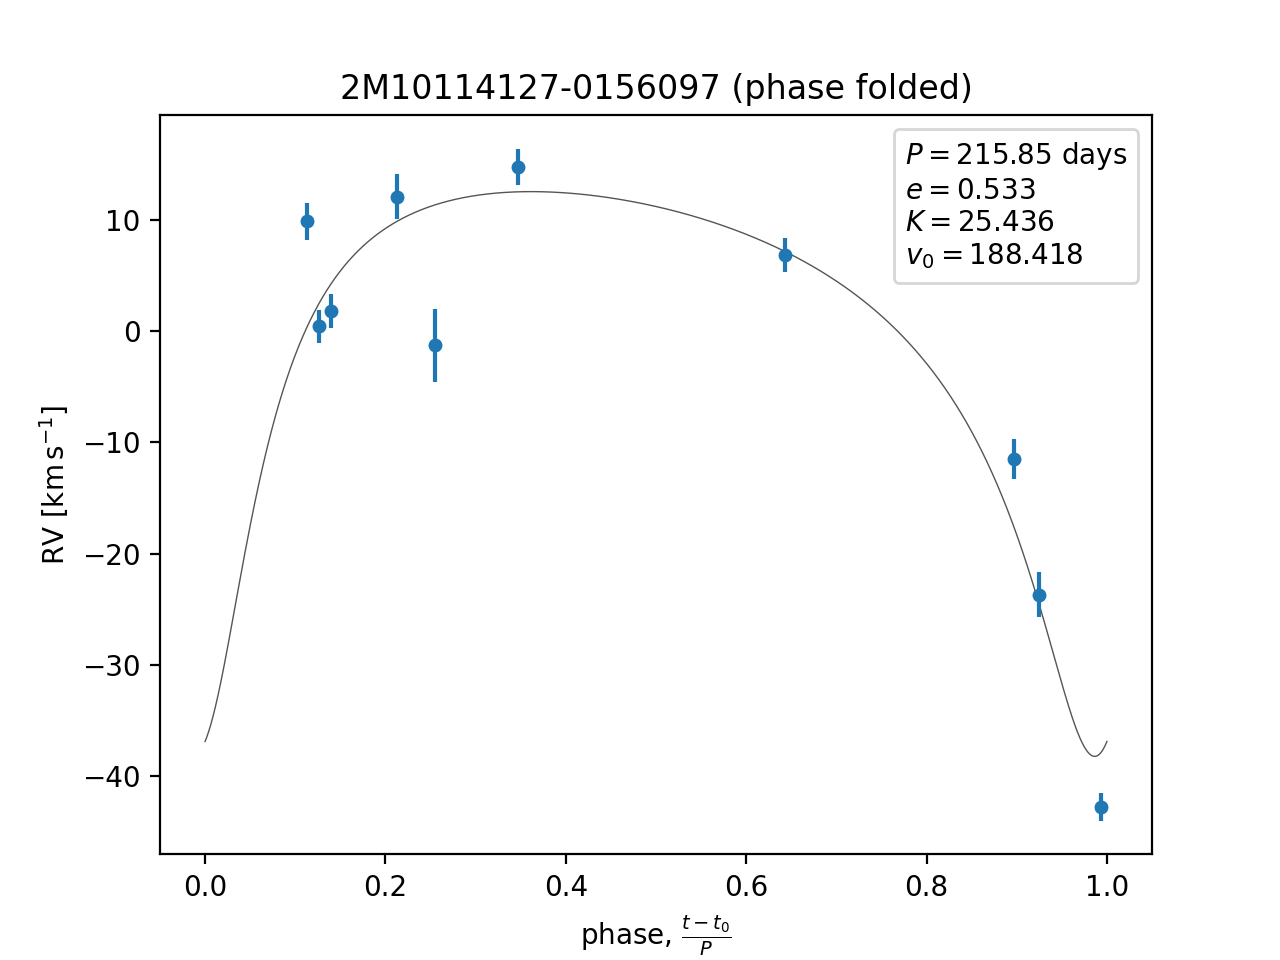 2M10114127-0156097 (phase folded)
P = 215.85 days
e = 0.533
K = 25.436
v₀ = 188.418
RV [km s⁻¹]
10
0
−10
−20
−30
−40
0.0 0.2 0.4 0.6 0.8 1.0
phase, (t − t₀)/P